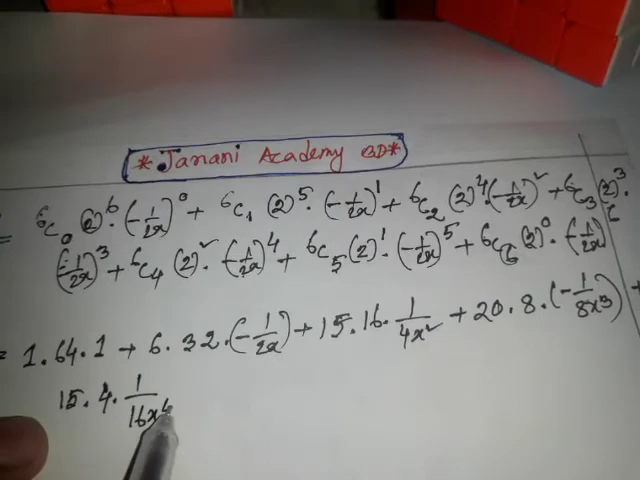 * Janani Academy BD *
= ⁶C₀ (2)⁶ · (-1/2x)⁰ + ⁶C₁ (2)⁵ · (-1/2x)¹ + ⁶C₂ (2)⁴ · (-1/2x)² + ⁶C₃ (2)³ ·
(-1/2x)³ + ⁶C₄ (2)² · (-1/2x)⁴ + ⁶C₅ (2)¹ · (-1/2x)⁵ + ⁶C₆ (2)⁰ · (-1/2x)⁶
= 1 . 64 . 1 + 6 . 32 . (-1/2x) + 15 . 16 . 1/4x² + 20 . 8 . (-1/8x³) +
15 . 4 . 1/16x⁴